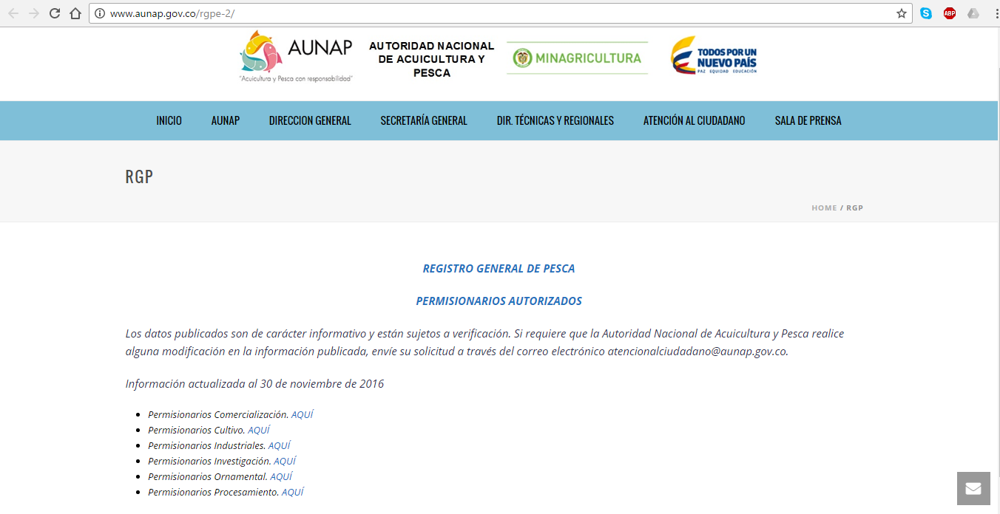 www.aunap.gov.co/rgpe-2/
ABP
AUNAP
"Acuicultura y Pesca con responsabilidad"
AUTORIDAD NACIONAL
DE ACUICULTURA Y
PESCA
MINAGRICULTURA
TODOS POR UN
NUEVO PAÍS
PAZ EQUIDAD EDUCACIÓN
INICIO AUNAP DIRECCION GENERAL SECRETARÍA GENERAL DIR. TÉCNICAS Y REGIONALES ATENCIÓN AL CIUDADANO SALA DE PRENSA
RGP
HOME / RGP
REGISTRO GENERAL DE PESCA
PERMISIONARIOS AUTORIZADOS
Los datos publicados son de carácter informativo y están sujetos a verificación. Si requiere que la Autoridad Nacional de Acuicultura y Pesca realice
alguna modificación en la información publicada, envíe su solicitud a través del correo electrónico atencionalciudadano@aunap.gov.co.
Información actualizada al 30 de noviembre de 2016
• Permisionarios Comercialización. AQUÍ
• Permisionarios Cultivo. AQUÍ
• Permisionarios Industriales. AQUÍ
• Permisionarios Investigación. AQUÍ
• Permisionarios Ornamental. AQUÍ
• Permisionarios Procesamiento. AQUÍ